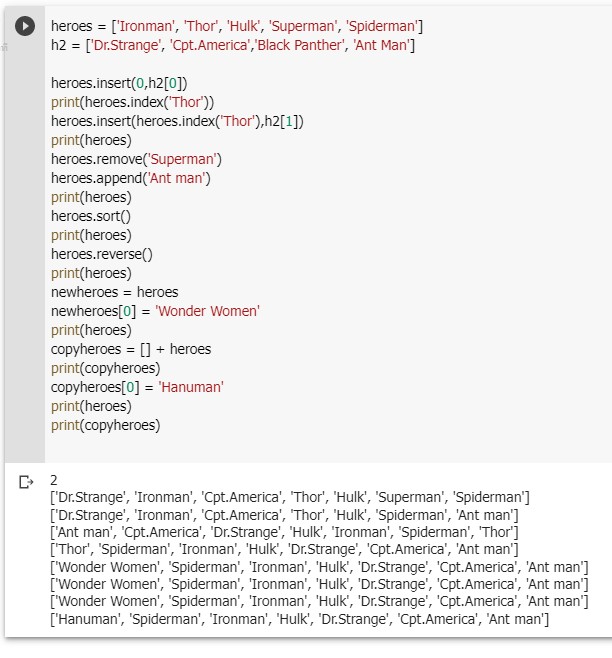 heroes = ['Ironman', 'Thor', 'Hulk', 'Superman', 'Spiderman']
h2 = ['Dr.Strange', 'Cpt.America','Black Panther', 'Ant Man']
heroes.insert(0,h2[0])
print(heroes.index('Thor'))
heroes.insert(heroes.index('Thor'),h2[1])
print(heroes)
heroes.remove('Superman')
heroes.append('Ant man')
print(heroes)
heroes.sort()
print(heroes)
heroes.reverse()
print(heroes)
newheroes = heroes
newheroes[0] = 'Wonder Women'
print(heroes)
copyheroes = [] + heroes
print(copyheroes)
copyheroes[0] = 'Hanuman'
print(heroes)
print(copyheroes)
2
['Dr.Strange', 'Ironman', 'Cpt.America', 'Thor', 'Hulk', 'Superman', 'Spiderman']
['Dr.Strange', 'Ironman', 'Cpt.America', 'Thor', 'Hulk', 'Spiderman', 'Ant man']
['Ant man', 'Cpt.America', 'Dr.Strange', 'Hulk', 'Ironman', 'Spiderman', 'Thor']
['Thor', 'Spiderman', 'Ironman', 'Hulk', 'Dr.Strange', 'Cpt.America', 'Ant man']
['Wonder Women', 'Spiderman', 'Ironman', 'Hulk', 'Dr.Strange', 'Cpt.America', 'Ant man']
['Wonder Women', 'Spiderman', 'Ironman', 'Hulk', 'Dr.Strange', 'Cpt.America', 'Ant man']
['Wonder Women', 'Spiderman', 'Ironman', 'Hulk', 'Dr.Strange', 'Cpt.America', 'Ant man']
['Hanuman', 'Spiderman', 'Ironman', 'Hulk', 'Dr.Strange', 'Cpt.America', 'Ant man']